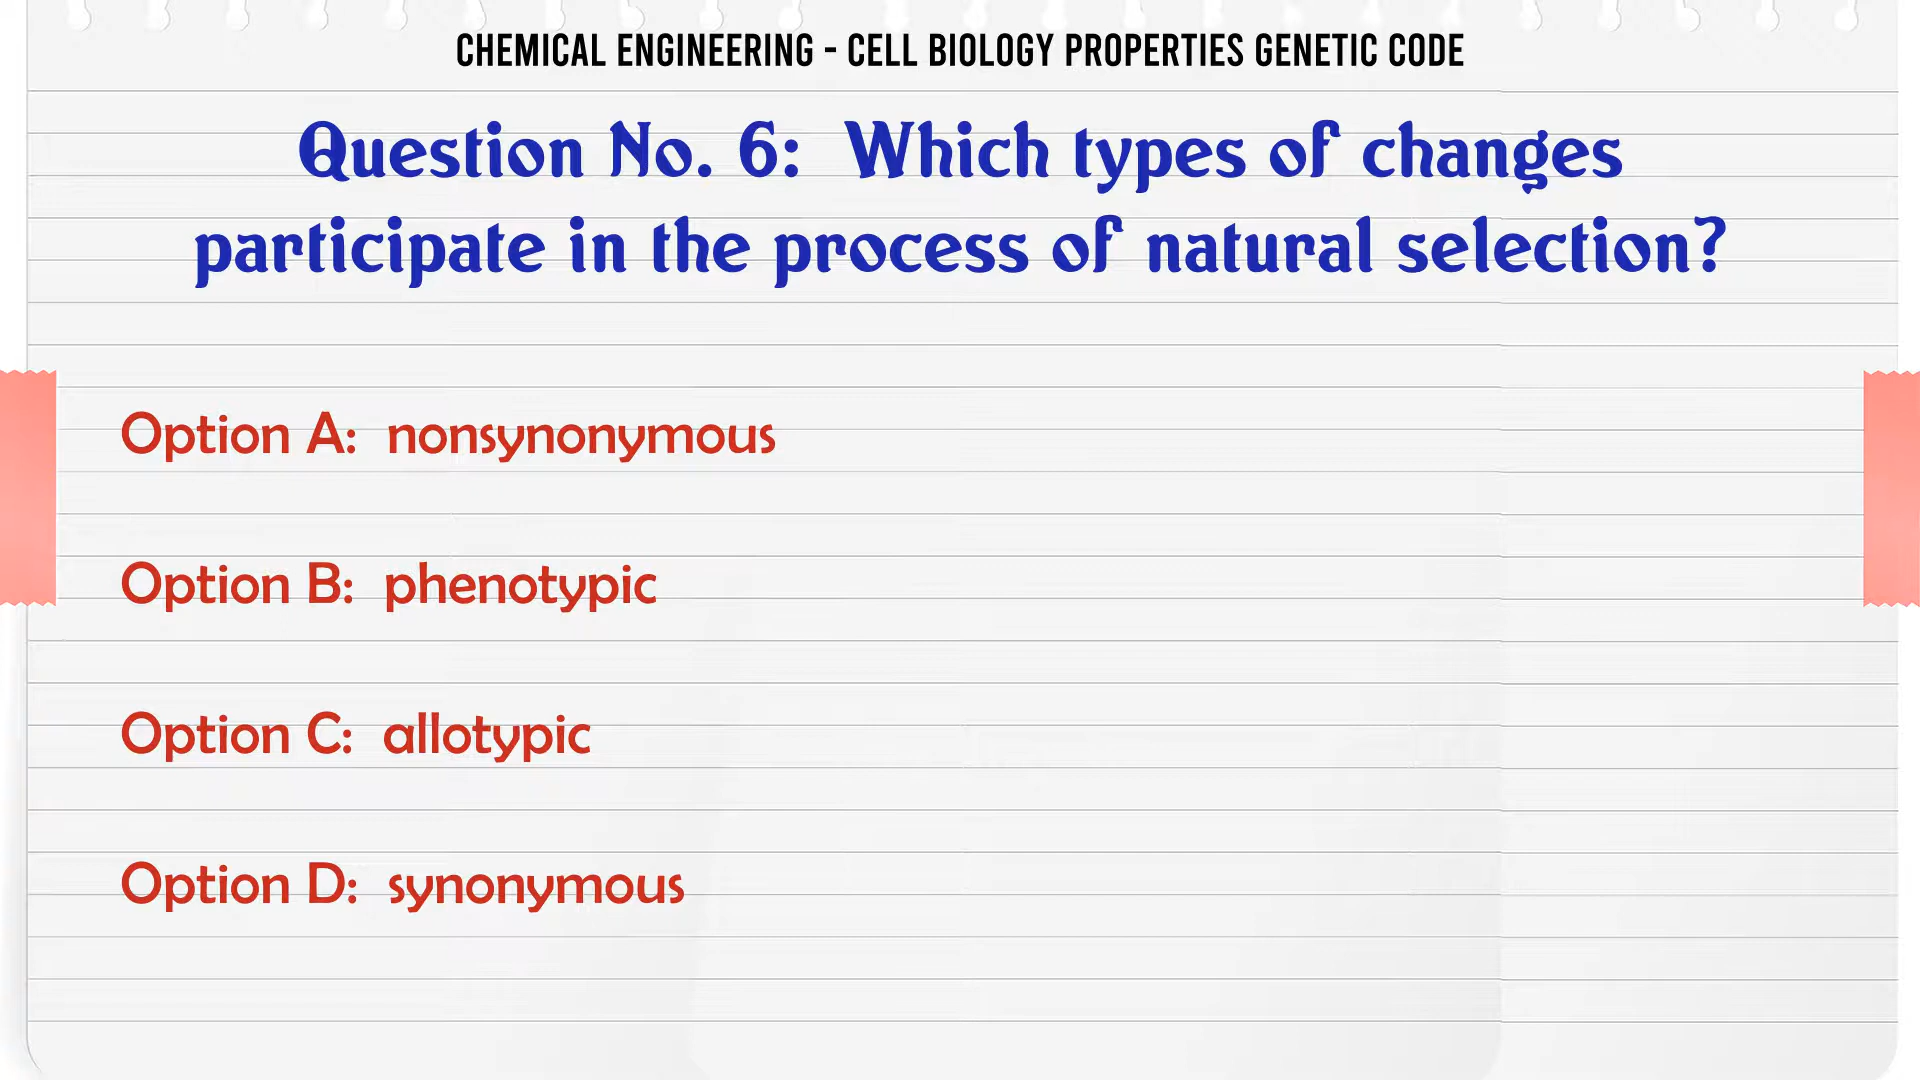 CHEMICAL ENGINEERING - CELL BIOLOGY PROPERTIES GENETIC CODE
Question No. 6: Which types of changes
participate in the process of natural selection?
Option A: nonsynonymous
Option B: phenotypic
Option C: allotypic
Option D: synonymous